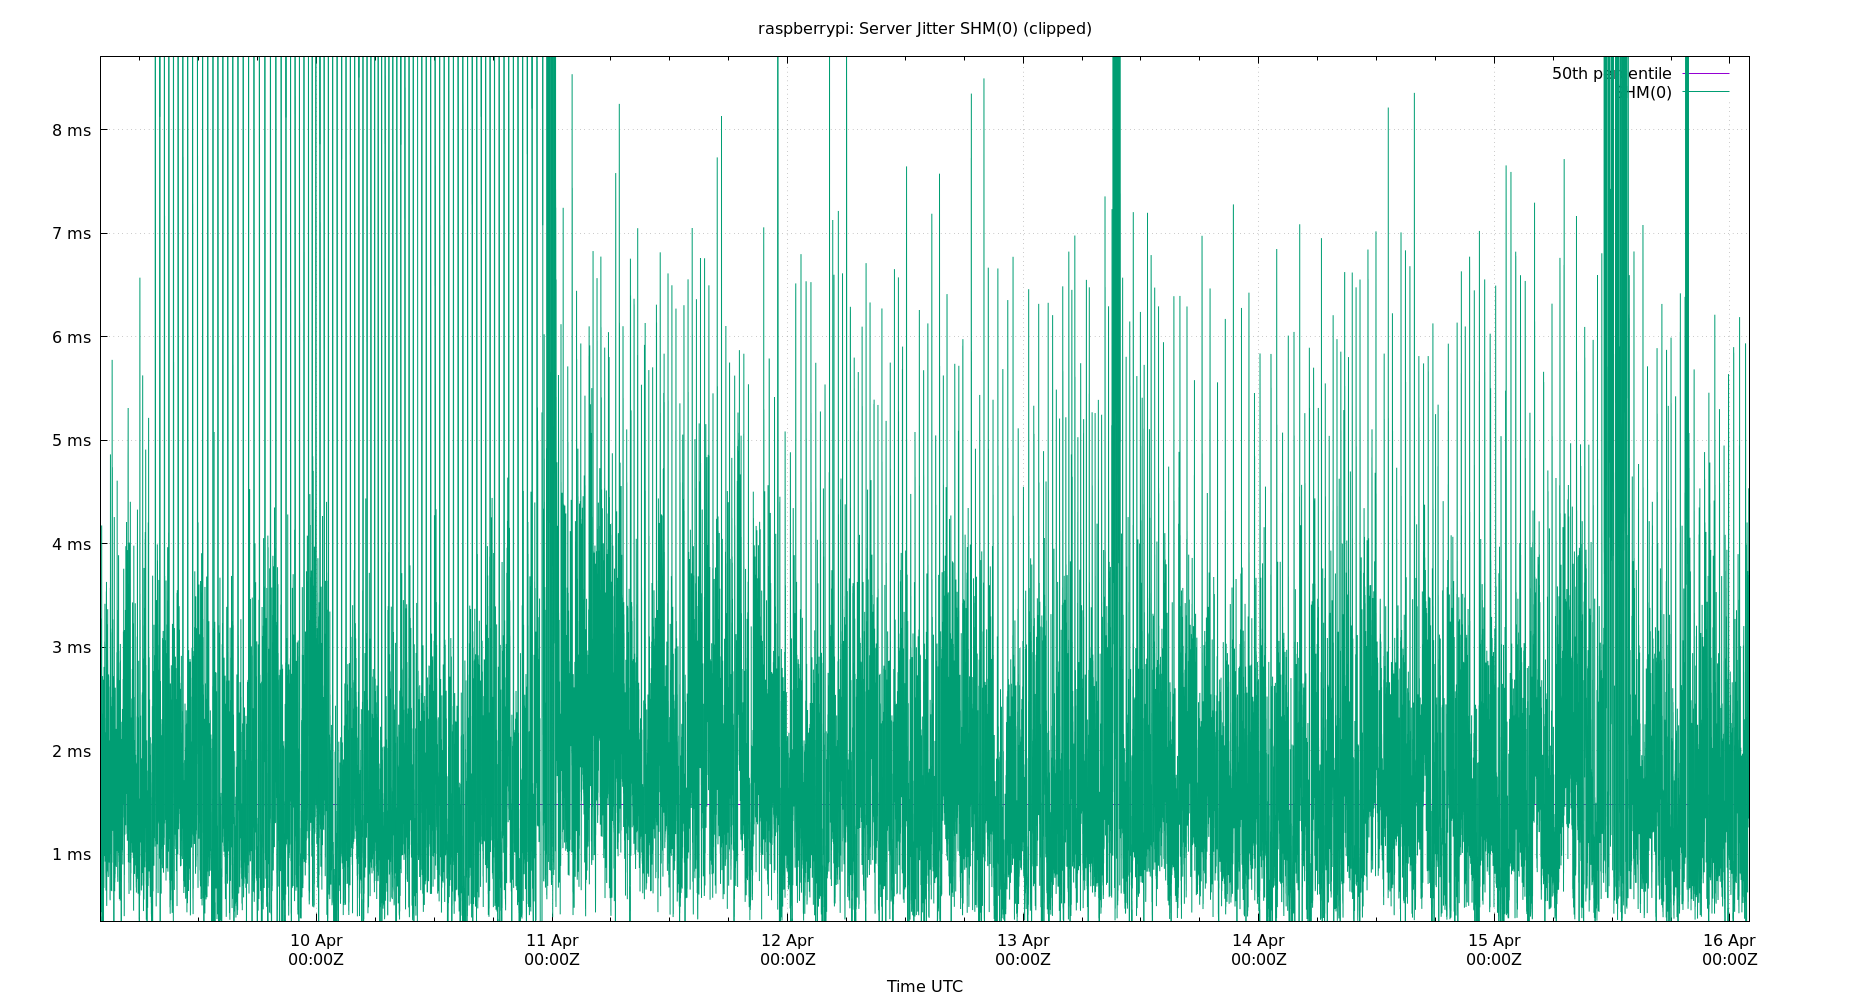 raspberrypi: Server Jitter SHM(0) (clipped)
50th percentile
SHM(0)
8 ms
7 ms
6 ms
5 ms
4 ms
3 ms
2 ms
1 ms
10 Apr 11 Apr 12 Apr 13 Apr 14 Apr 15 Apr 16 Apr
00:00Z 00:00Z 00:00Z 00:00Z 00:00Z 00:00Z 00:00Z
Time UTC